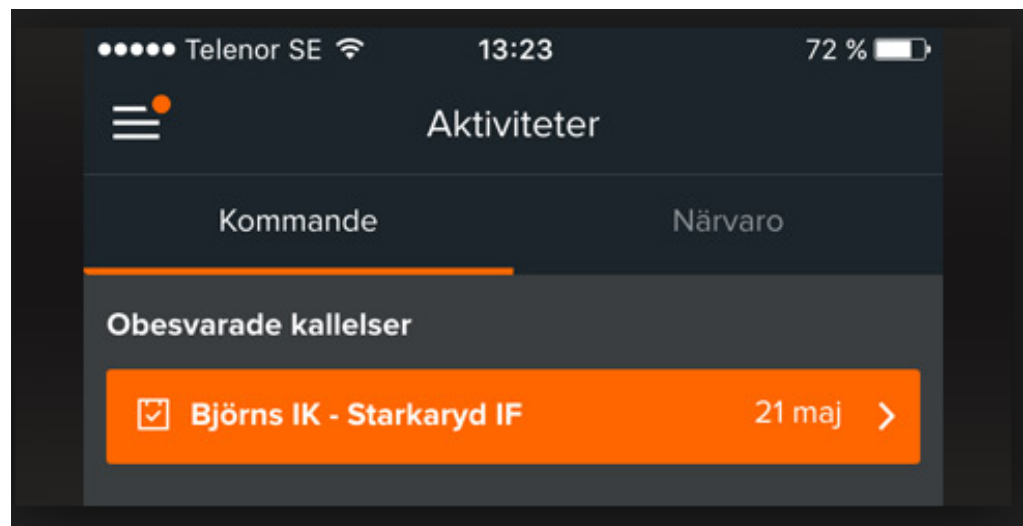 Telenor SE 13:23 72 %
Aktiviteter
Kommande Närvaro
Obesvarade kallelser
Björns IK - Starkaryd IF 21 maj